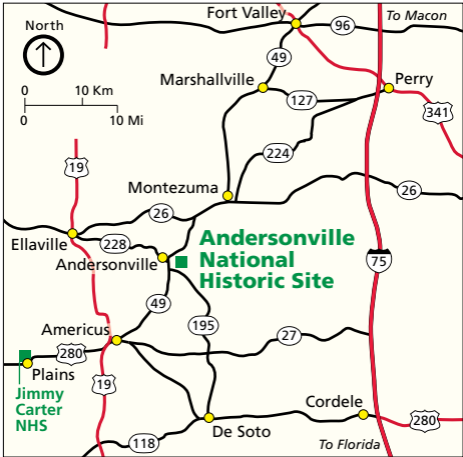 Fort Valley
To Macon
North
96
49
0 10 Km
0 10 Mi
Marshallville
Perry
127
341
224
19
Montezuma
26
26
Ellaville
228
Andersonville
Andersonville
National
Historic Site
75
49
195
Americus
27
280
Plains
19
Jimmy
Carter
NHS
Cordele
280
De Soto
118
To Florida